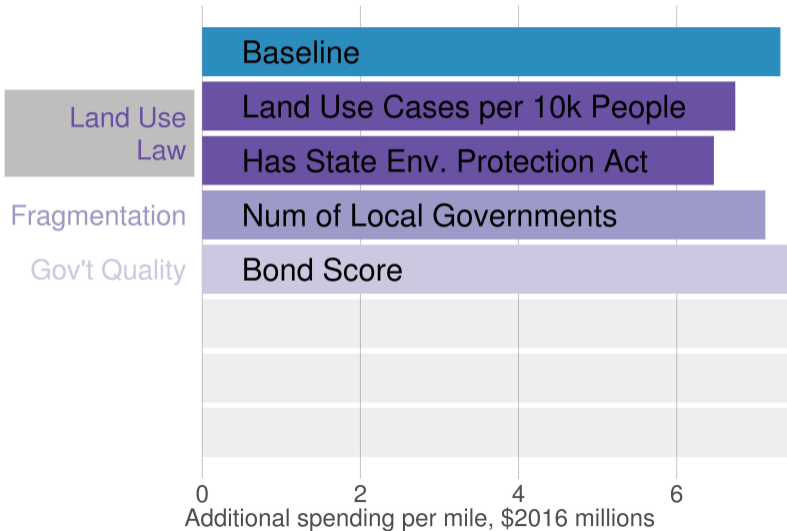 Baseline
Land Use
Law
Land Use Cases per 10k People
Has State Env. Protection Act
Fragmentation
Num of Local Governments
Gov't Quality
Bond Score
0 2 4 6
Additional spending per mile, $2016 millions